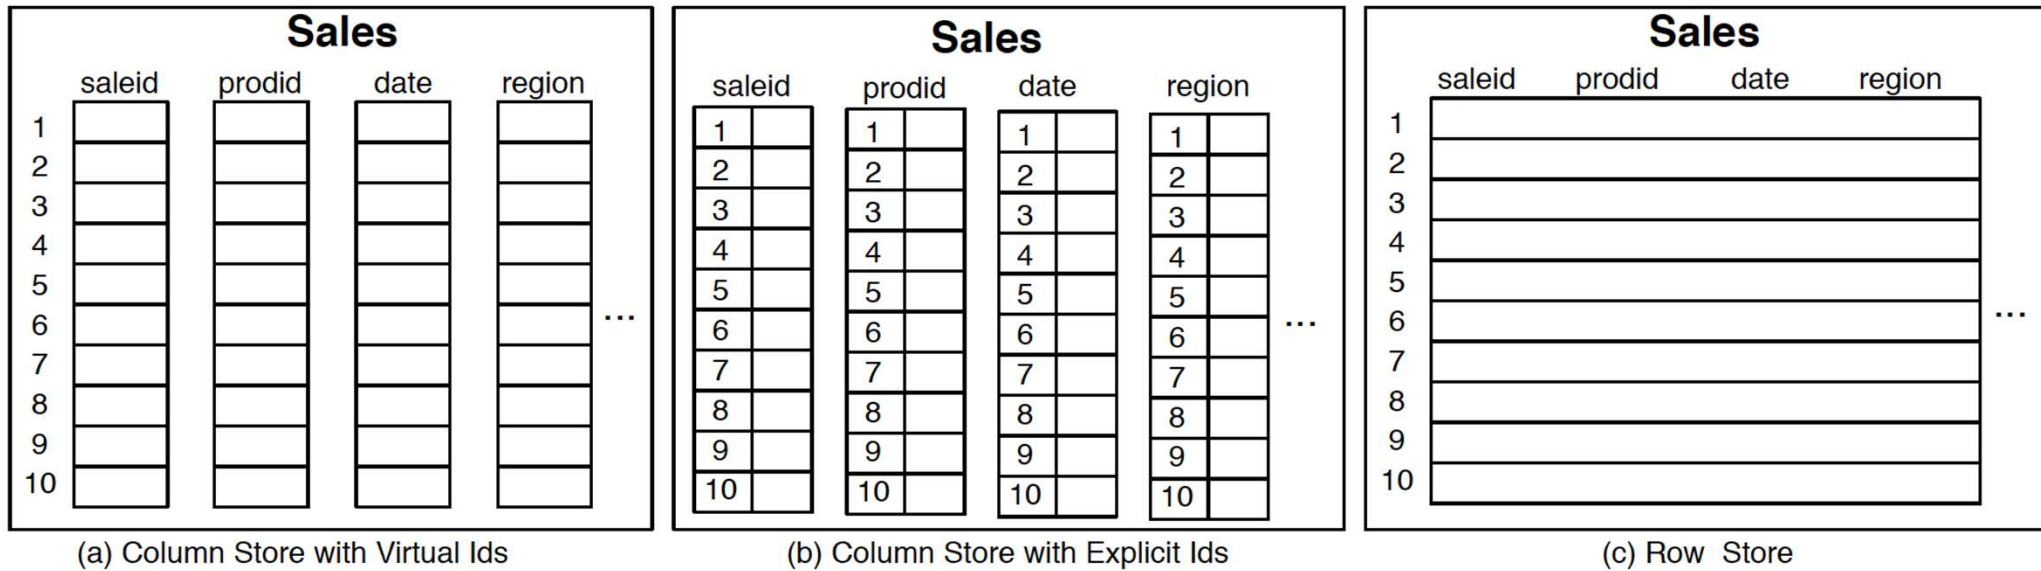 Sales
saleid prodid date region
1
2
3
4
5
6
7
8
9
10
...
(a) Column Store with Virtual Ids
Sales
saleid prodid date region
1 1 1 1
2 2 2 2
3 3 3 3
4 4 4 4
5 5 5 5
6 6 6 6
7 7 7 7
8 8 8 8
9 9 9 9
10 10 10 10
...
(b) Column Store with Explicit Ids
Sales
saleid prodid date region
1
2
3
4
5
6
7
8
9
10
...
(c) Row Store